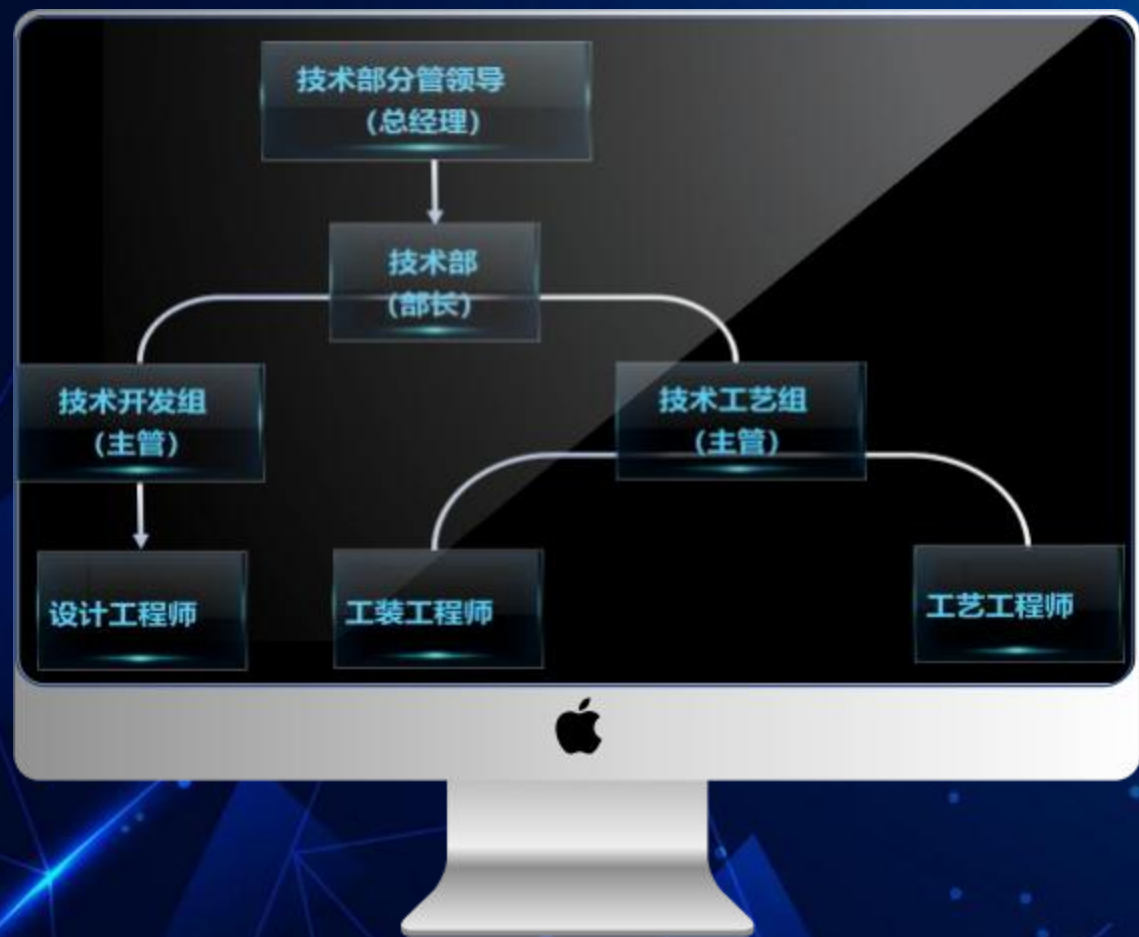 技术部分管领导
（总经理）
技术部
（部长）
技术开发组
（主管）
技术工艺组
（主管）
设计工程师
工装工程师
工艺工程师